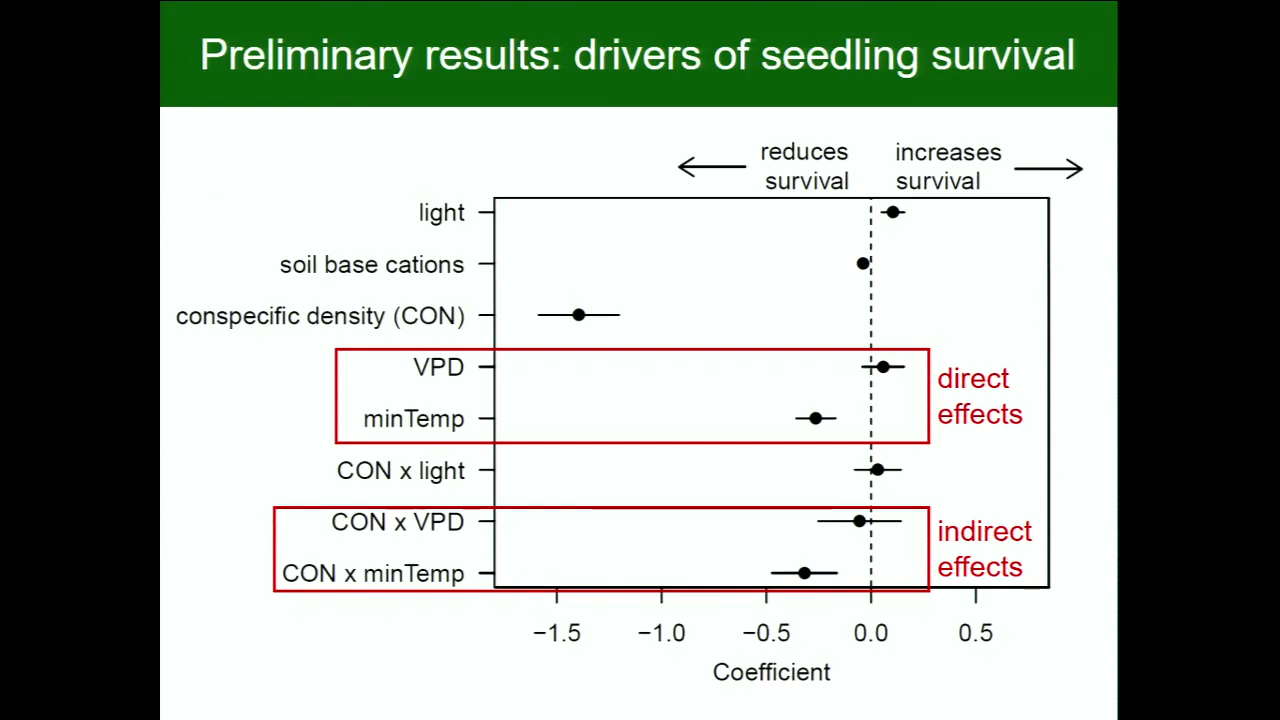 Preliminary results: drivers of seedling survival
reduces
survival
increases
survival
light
soil base cations
conspecific density (CON)
VPD
minTemp
direct
effects
CON x light
CON x VPD
CON x minTemp
indirect
effects
−1.5 −1.0 −0.5 0.0 0.5
Coefficient